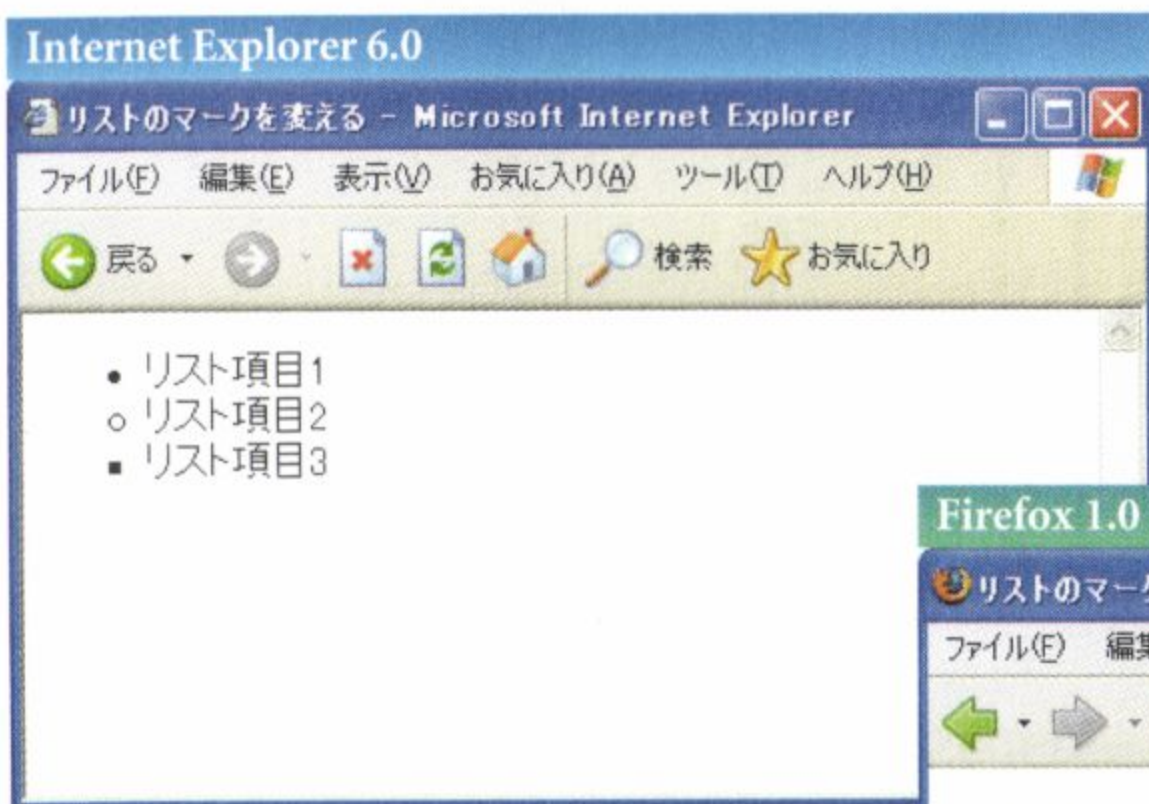 Internet Explorer 6.0
リストのマークを変える - Microsoft Internet Explorer
ファイル(F) 編集(E) 表示(V) お気に入り(A) ツール(T) ヘルプ(H)
戻る 検索 お気に入り
• リスト項目1
○ リスト項目2
■ リスト項目3
Firefox 1.0
リストのマーク
ファイル(F) 編集